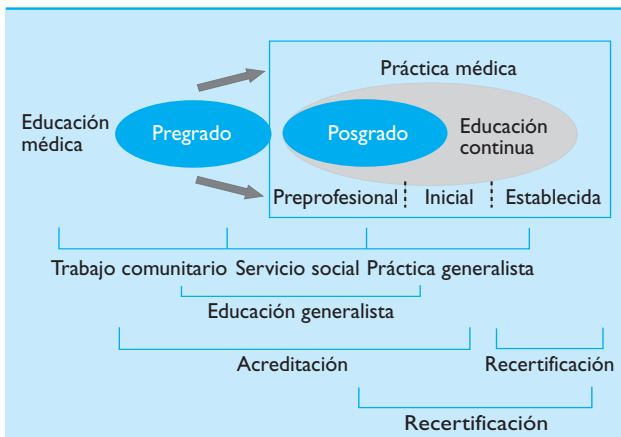 Práctica médica
Educación
médica
Pregrado
Posgrado
Educación
continua
Preprofesional
Inicial
Establecida
Trabajo comunitario
Servicio social
Práctica generalista
Educación generalista
Acreditación
Recertificación
Recertificación